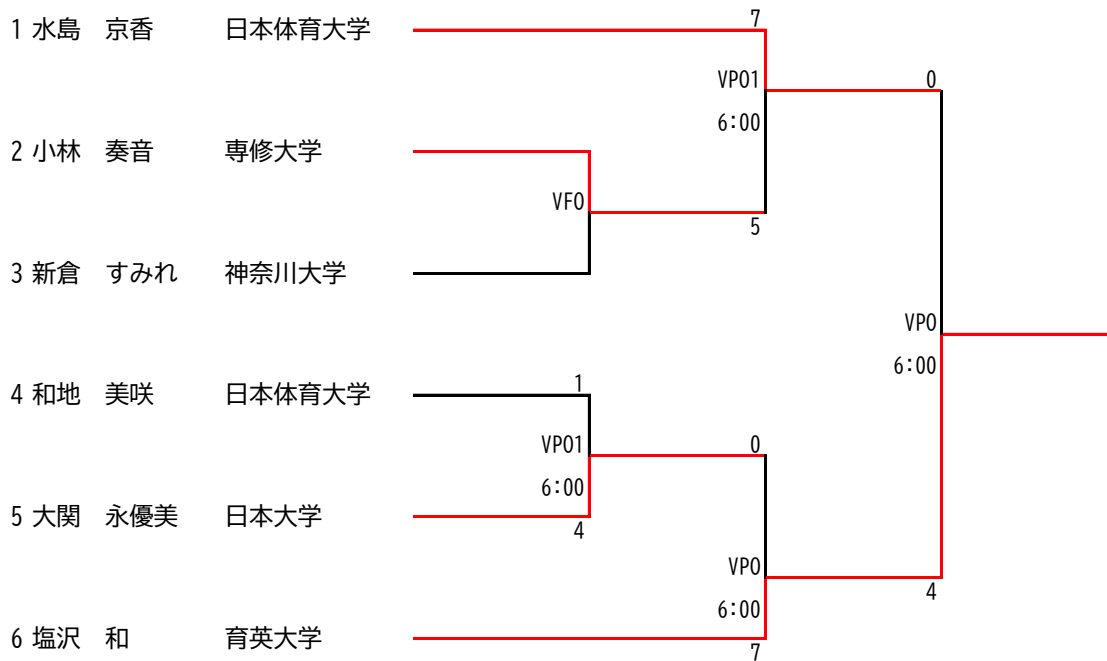 1 水島　京香　　日本体育大学
7
VPO1
6:00
0
2 小林　奏音　　専修大学
VFO
5
3 新倉　すみれ　神奈川大学
VPO
6:00
4 和地　美咲　　日本体育大学
1
VPO1
6:00
0
5 大関　永優美　日本大学
4
VPO
6:00
4
6 塩沢　和　　　育英大学
7